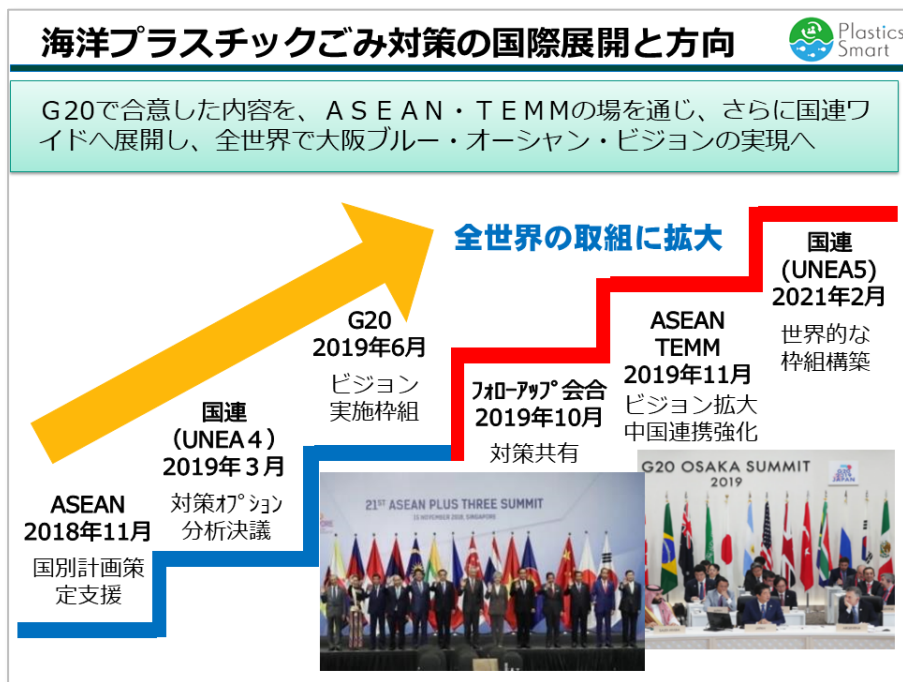 海洋プラスチックごみ対策の国際展開と方向
Plastics
Smart
G20で合意した内容を、ＡＳＥＡＮ・ＴＥＭＭの場を通じ、さらに国連ワ
イドへ展開し、全世界で大阪ブルー・オーシャン・ビジョンの実現へ
全世界の取組に拡大
ASEAN
2018年11月
国別計画策
定支援
国連
（UNEA４）
2019年３月
対策ｵﾌﾟｼｮﾝ
分析決議
G20
2019年6月
ビジョン
実施枠組
ﾌｫﾛｰｱｯﾌﾟ会合
2019年10月
対策共有
ASEAN
TEMM
2019年11月
ビジョン拡大
中国連携強化
国連
(UNEA5)
2021年2月
世界的な
枠組構築
21ST ASEAN PLUS THREE SUMMIT
15 NOVEMBER 2018, SINGAPORE
G20 OSAKA SUMMIT
2019